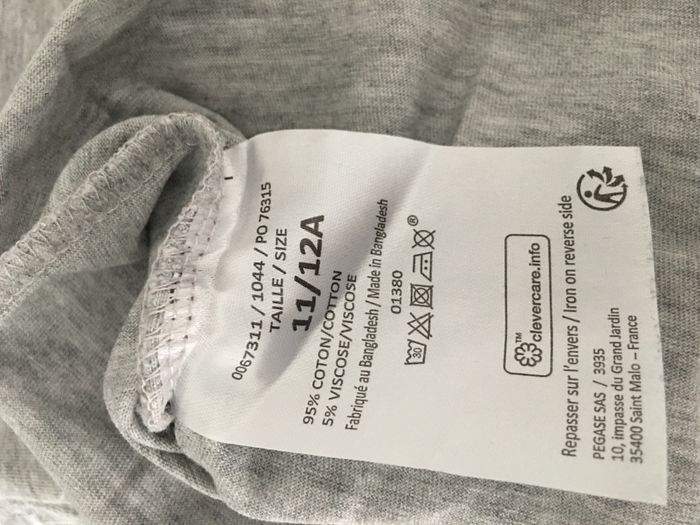 0067311 / 1044 / PO 76315
TAILLE / SIZE
11/12A
95% COTON/COTTON
5% VISCOSE/VISCOSE
Fabriqué au Bangladesh / Made in Bangladesh
01380
30
®
clevercare.info™
Repasser sur l'envers / Iron on reverse side
PEGASE SAS / 3935
10, impasse du Grand Jardin
35400 Saint Malo – France